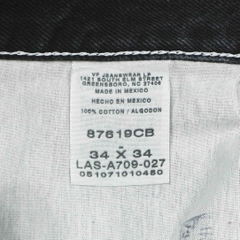 VF JEANSWEAR LP
1421 SOUTH ELM STREET
GREENSBORO, NC 27406
MADE IN MEXICO
HECHO EN MEXICO
100% COTTON / ALGODON
87619CB
34 X 34
LAS-A709-027
051071010450